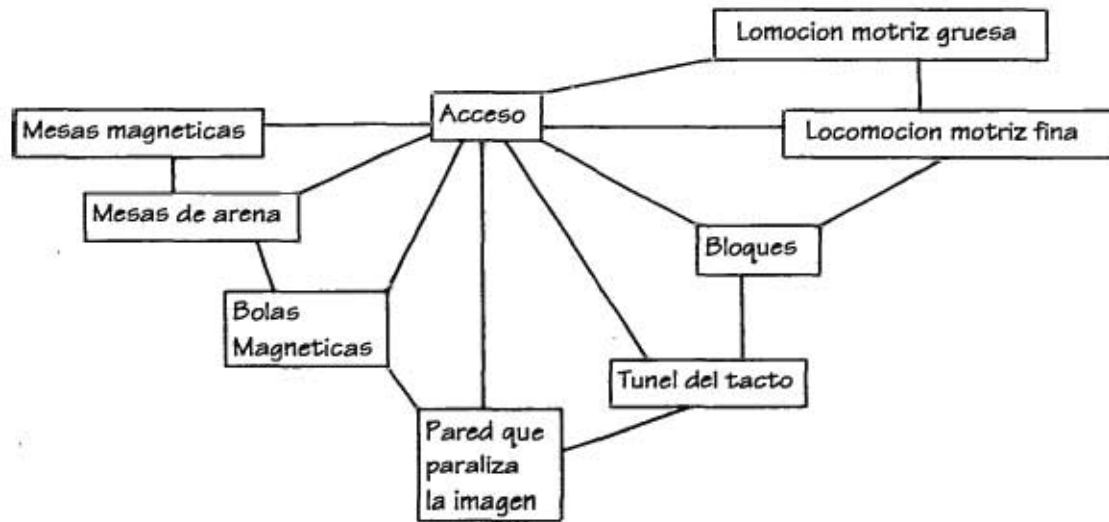 Lomocion motriz gruesa
Acceso
Mesas magneticas
Locomocion motriz fina
Mesas de arena
Bloques
Bolas
Magneticas
Tunel del tacto
Pared que
paraliza
la imagen